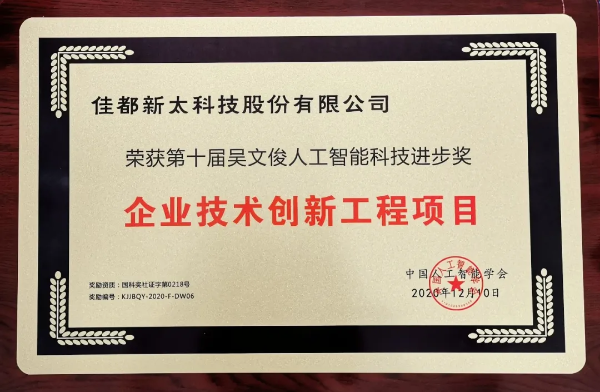 佳都新太科技股份有限公司
荣获第十届吴文俊人工智能科技进步奖
企业技术创新工程项目
中国人工智能学会
2020年12月10日
奖励资质：国科奖社证字第0218号
奖励编号：KJJBQY-2020-F-DW06